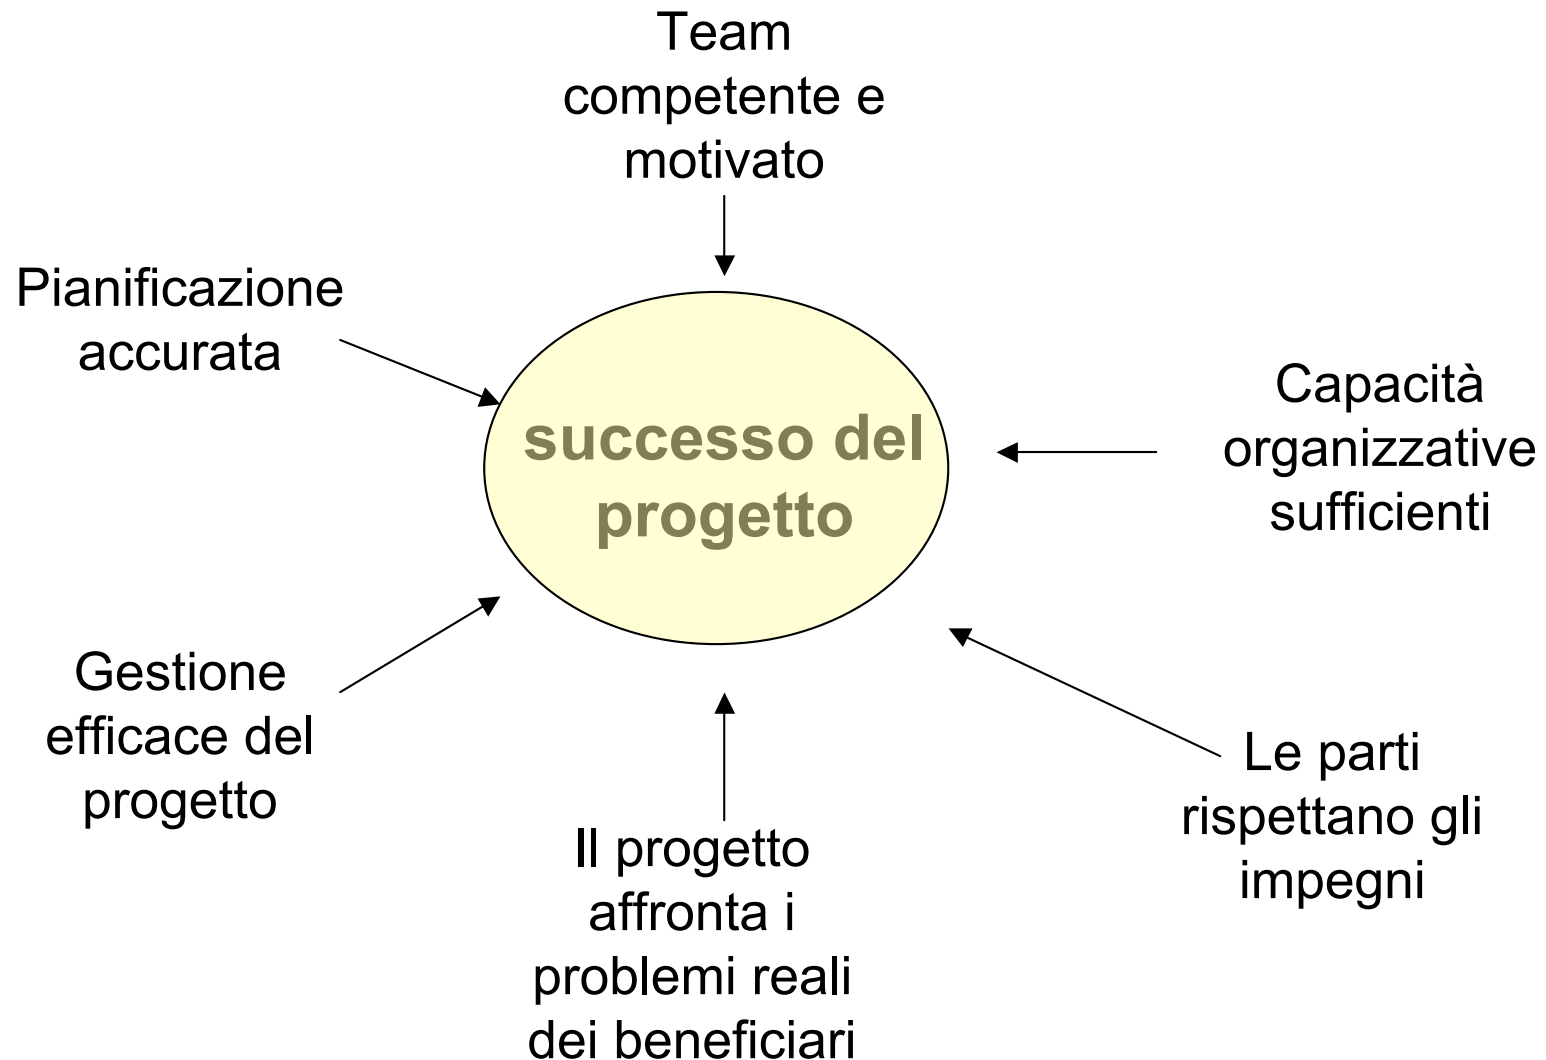 Team
competente e
motivato
Pianificazione
accurata
successo del
progetto
Capacità
organizzative
sufficienti
Gestione
efficace del
progetto
Le parti
rispettano gli
impegni
Il progetto
affronta i
problemi reali
dei beneficiari